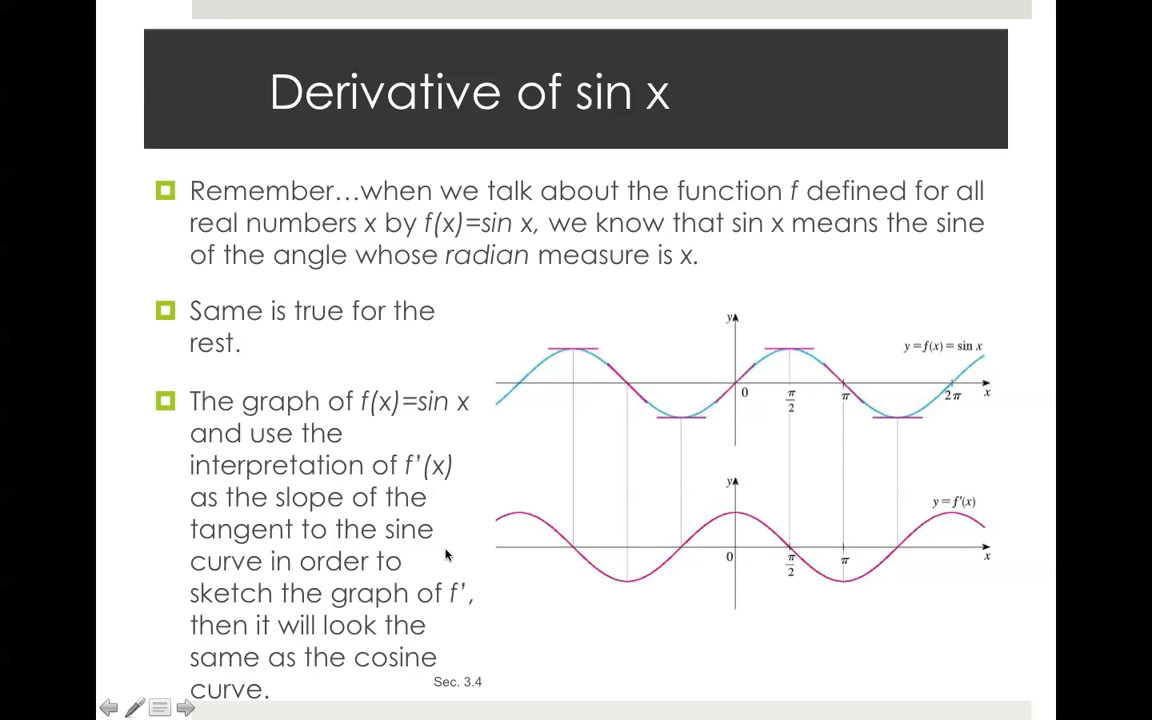 Derivative of sin x
Remember…when we talk about the function f defined for all
real numbers x by f(x)=sin x, we know that sin x means the sine
of the angle whose radian measure is x.
Same is true for the
rest.
The graph of f(x)=sin x
and use the
interpretation of f’(x)
as the slope of the
tangent to the sine
curve in order to
sketch the graph of f’,
then it will look the
same as the cosine
curve.
y
y = f(x) = sin x
0
π/2
π
2π
x
y
y = f'(x)
0
π/2
π
x
Sec. 3.4